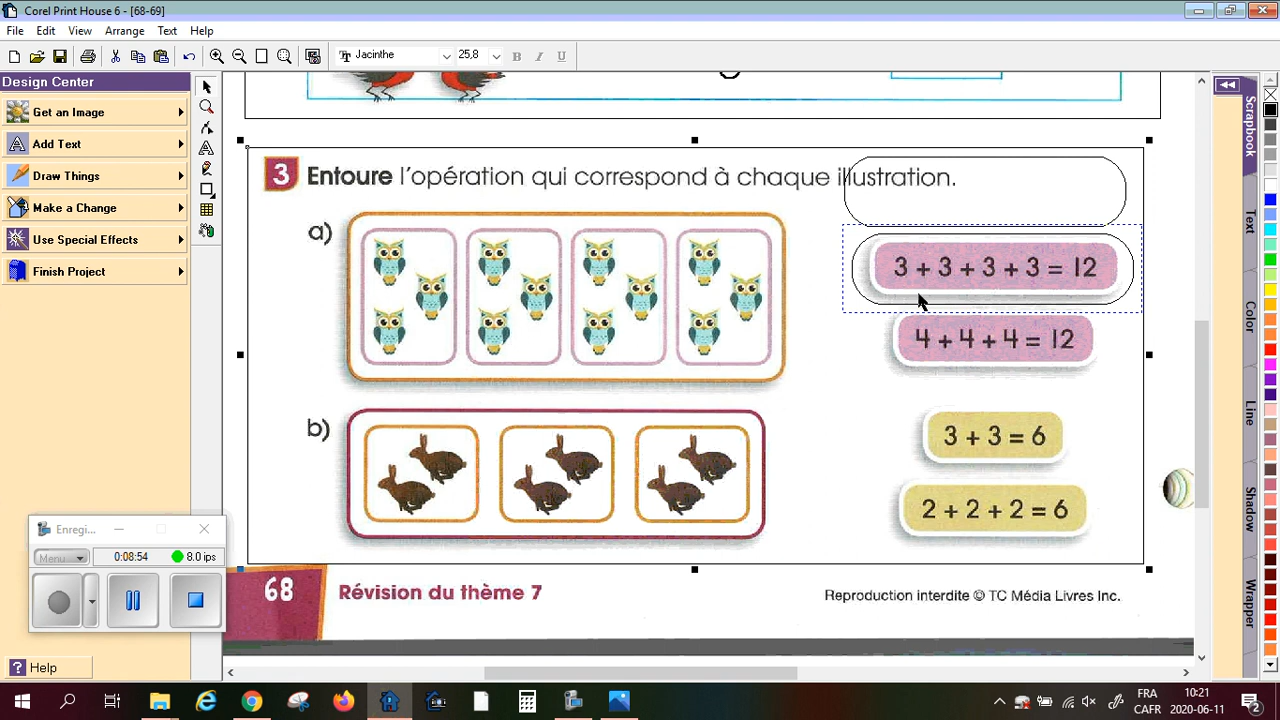 Corel Print House 6 - [68-69]
File Edit View Arrange Text Help
Jacinthe 25.8 B I U
Design Center
Get an Image
Add Text
Draw Things
Make a Change
Use Special Effects
Finish Project
Help
3 Entoure l'opération qui correspond à chaque illustration.
a)
3 + 3 + 3 + 3 = 12
4 + 4 + 4 = 12
b)
3 + 3 = 6
2 + 2 + 2 = 6
68 Révision du thème 7
Reproduction interdite © TC Média Livres Inc.
Enregi...
Menu 0:08:54 8.0 ips
Scrapbook
Text
Color
Line
Shadow
Wrapper
FRA
CAFR
10:21
2020-06-11
2